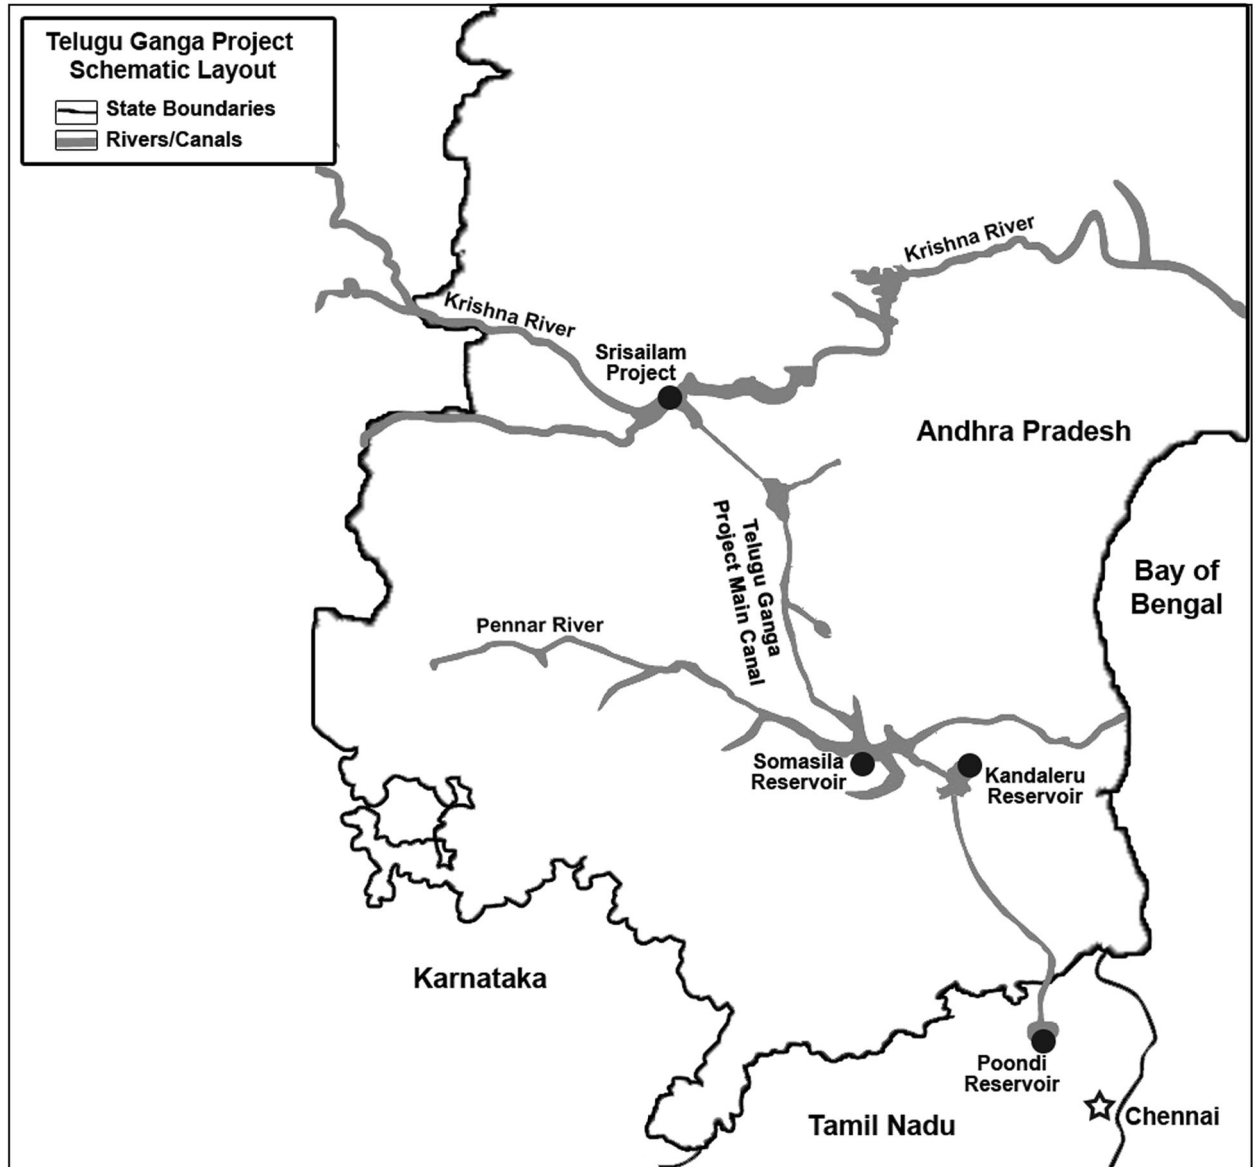 Telugu Ganga Project
Schematic Layout
State Boundaries
Rivers/Canals
Krishna River
Krishna River
Srisailam
Project
Andhra Pradesh
Telugu Ganga
Project Main Canal
Bay of
Bengal
Pennar River
Somasila
Reservoir
Kandaleru
Reservoir
Karnataka
Poondi
Reservoir
Tamil Nadu
Chennai